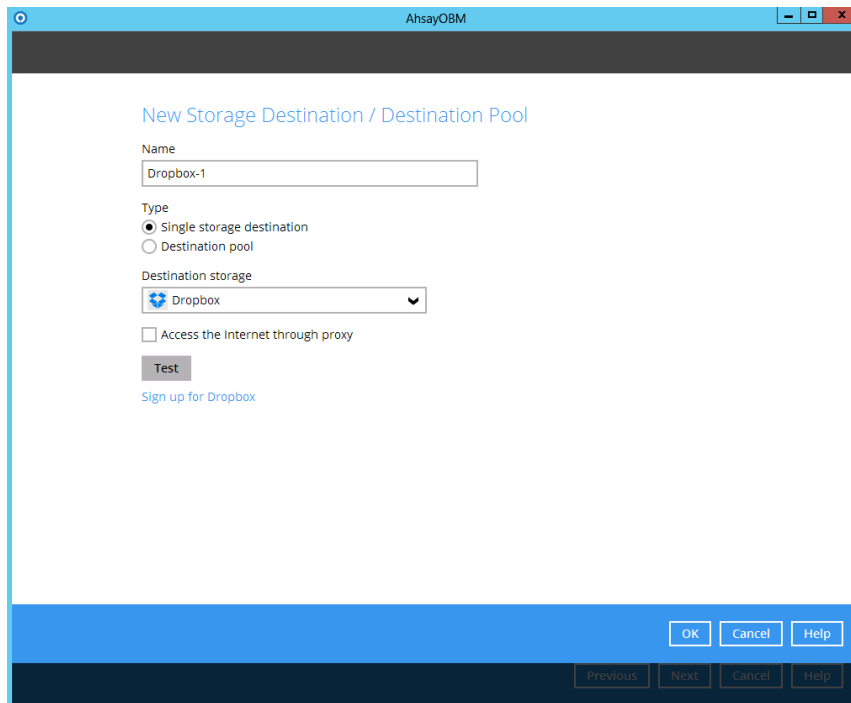 AhsayOBM
New Storage Destination / Destination Pool
Name
Dropbox-1
Type
Single storage destination
Destination pool
Destination storage
Dropbox
Access the Internet through proxy
Test
Sign up for Dropbox
OK Cancel Help
Previous Next Cancel Help